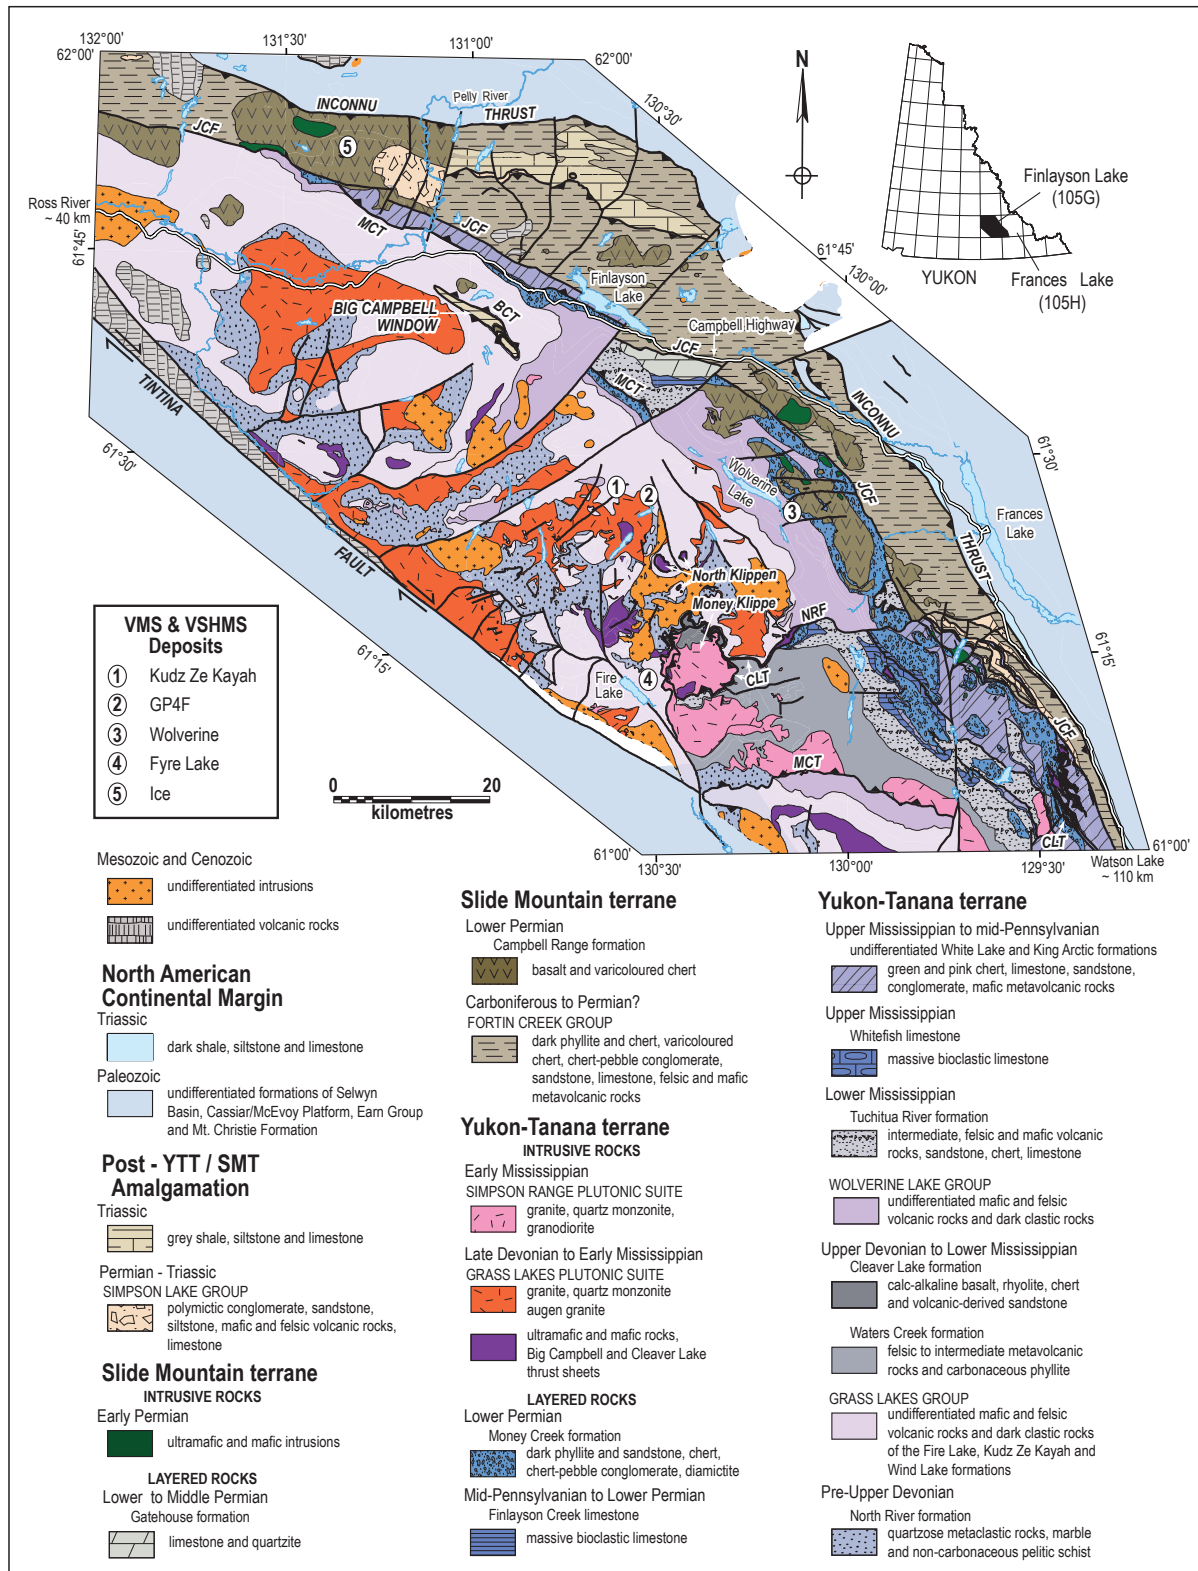 132°00'
131°30'
131°00'
62°00'
62°00'
130°30'
Pelly River
INCONNU
THRUST
JCF
5
N
Finlayson Lake
(105G)
YUKON
Frances Lake
(105H)
Ross River
~ 40 km
61°45'
MCT
JCF
61°45'
130°00'
Finlayson
Lake
BIG CAMPBELL
WINDOW
BCT
Campbell Highway
JCF
MCT
TINTINA
INCONNU
61°30'
61°30'
Wolverine
Lake
JCF
1
2
3
Frances
Lake
THRUST
FAULT
North Klippen
Money Klippe
NRF
VMS & VSHMS
Deposits
1 Kudz Ze Kayah
2 GP4F
3 Wolverine
4 Fyre Lake
5 Ice
61°15'
61°15'
4
Fire
Lake
CLT
JCF
MCT
0 20
kilometres
CLT
61°00'
130°30'
130°00'
129°30'
61°00'
Watson Lake
~ 110 km
Mesozoic and Cenozoic
undifferentiated intrusions
undifferentiated volcanic rocks
North American
Continental Margin
Triassic
dark shale, siltstone and limestone
Paleozoic
undifferentiated formations of Selwyn
Basin, Cassiar/McEvoy Platform, Earn Group
and Mt. Christie Formation
Post - YTT / SMT
Amalgamation
Triassic
grey shale, siltstone and limestone
Permian - Triassic
SIMPSON LAKE GROUP
polymictic conglomerate, sandstone,
siltstone, mafic and felsic volcanic rocks,
limestone
Slide Mountain terrane
INTRUSIVE ROCKS
Early Permian
ultramafic and mafic intrusions
LAYERED ROCKS
Lower to Middle Permian
Gatehouse formation
limestone and quartzite
Slide Mountain terrane
Lower Permian
Campbell Range formation
basalt and varicoloured chert
Carboniferous to Permian?
FORTIN CREEK GROUP
dark phyllite and chert, varicoloured
chert, chert-pebble conglomerate,
sandstone, limestone, felsic and mafic
metavolcanic rocks
Yukon-Tanana terrane
INTRUSIVE ROCKS
Early Mississippian
SIMPSON RANGE PLUTONIC SUITE
granite, quartz monzonite,
granodiorite
Late Devonian to Early Mississippian
GRASS LAKES PLUTONIC SUITE
granite, quartz monzonite
augen granite
ultramafic and mafic rocks,
Big Campbell and Cleaver Lake
thrust sheets
LAYERED ROCKS
Lower Permian
Money Creek formation
dark phyllite and sandstone, chert,
chert-pebble conglomerate, diamictite
Mid-Pennsylvanian to Lower Permian
Finlayson Creek limestone
massive bioclastic limestone
Yukon-Tanana terrane
Upper Mississippian to mid-Pennsylvanian
undifferentiated White Lake and King Arctic formations
green and pink chert, limestone, sandstone,
conglomerate, mafic metavolcanic rocks
Upper Mississippian
Whitefish limestone
massive bioclastic limestone
Lower Mississippian
Tuchitua River formation
intermediate, felsic and mafic volcanic
rocks, sandstone, chert, limestone
WOLVERINE LAKE GROUP
undifferentiated mafic and felsic
volcanic rocks and dark clastic rocks
Upper Devonian to Lower Mississippian
Cleaver Lake formation
calc-alkaline basalt, rhyolite, chert
and volcanic-derived sandstone
Waters Creek formation
felsic to intermediate metavolcanic
rocks and carbonaceous phyllite
GRASS LAKES GROUP
undifferentiated mafic and felsic
volcanic rocks and dark clastic rocks
of the Fire Lake, Kudz Ze Kayah and
Wind Lake formations
Pre-Upper Devonian
North River formation
quartzose metaclastic rocks, marble
and non-carbonaceous pelitic schist